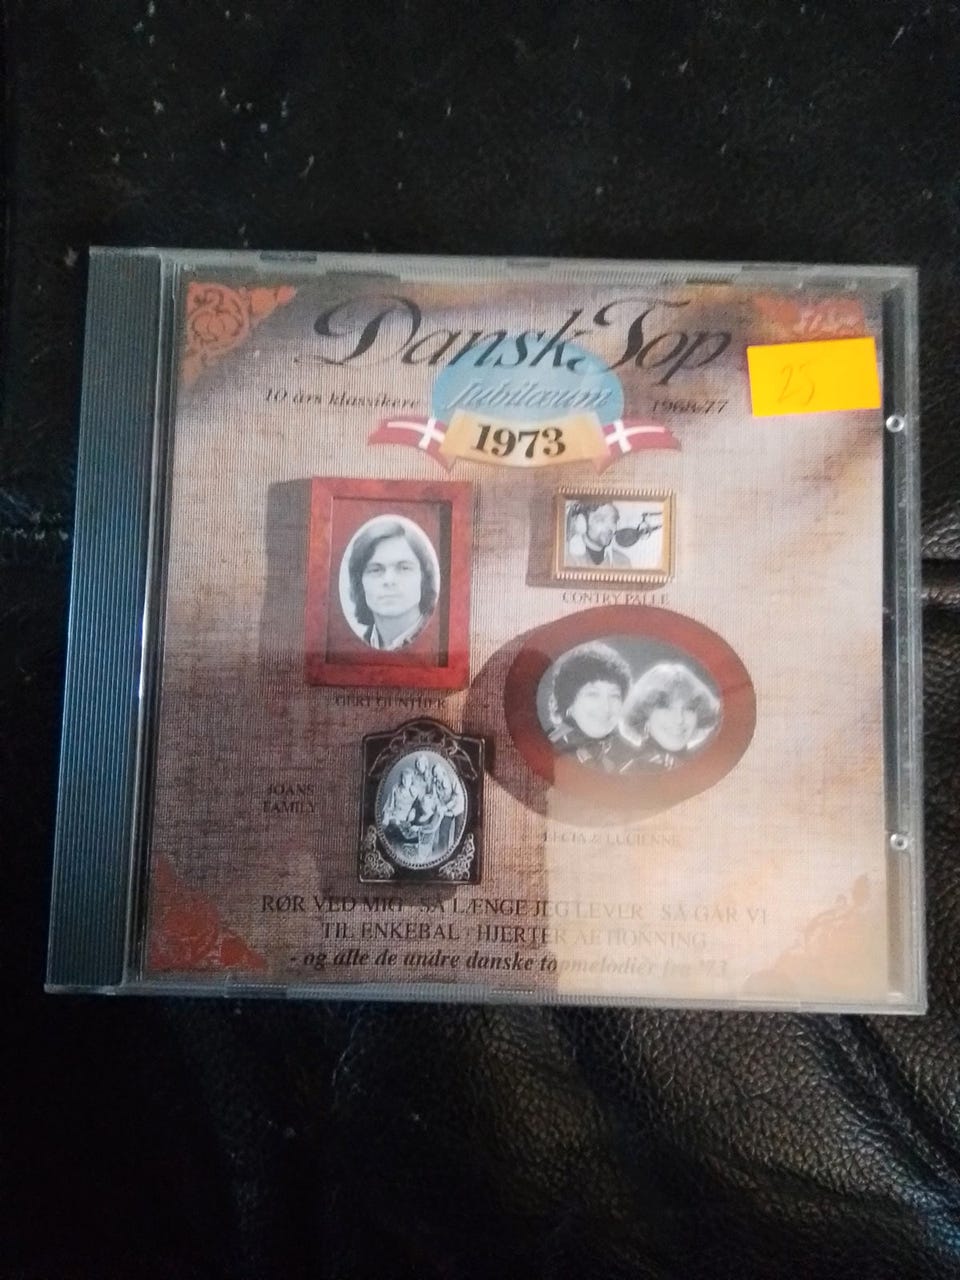 Dansk Top
10 års klassikere Jubilæum 1968-77
1973
25
CONTRY PALLE
GERT GÜNTHER
JOANS
FAMILY
LECIA & LUCIENNE
RØR VED MIG SÅ LÆNGE JEG LEVER SÅ GÅR VI
TIL ENKEBAL HJERTER AF HONNING
- og alle de andre danske topmelodier fra '73